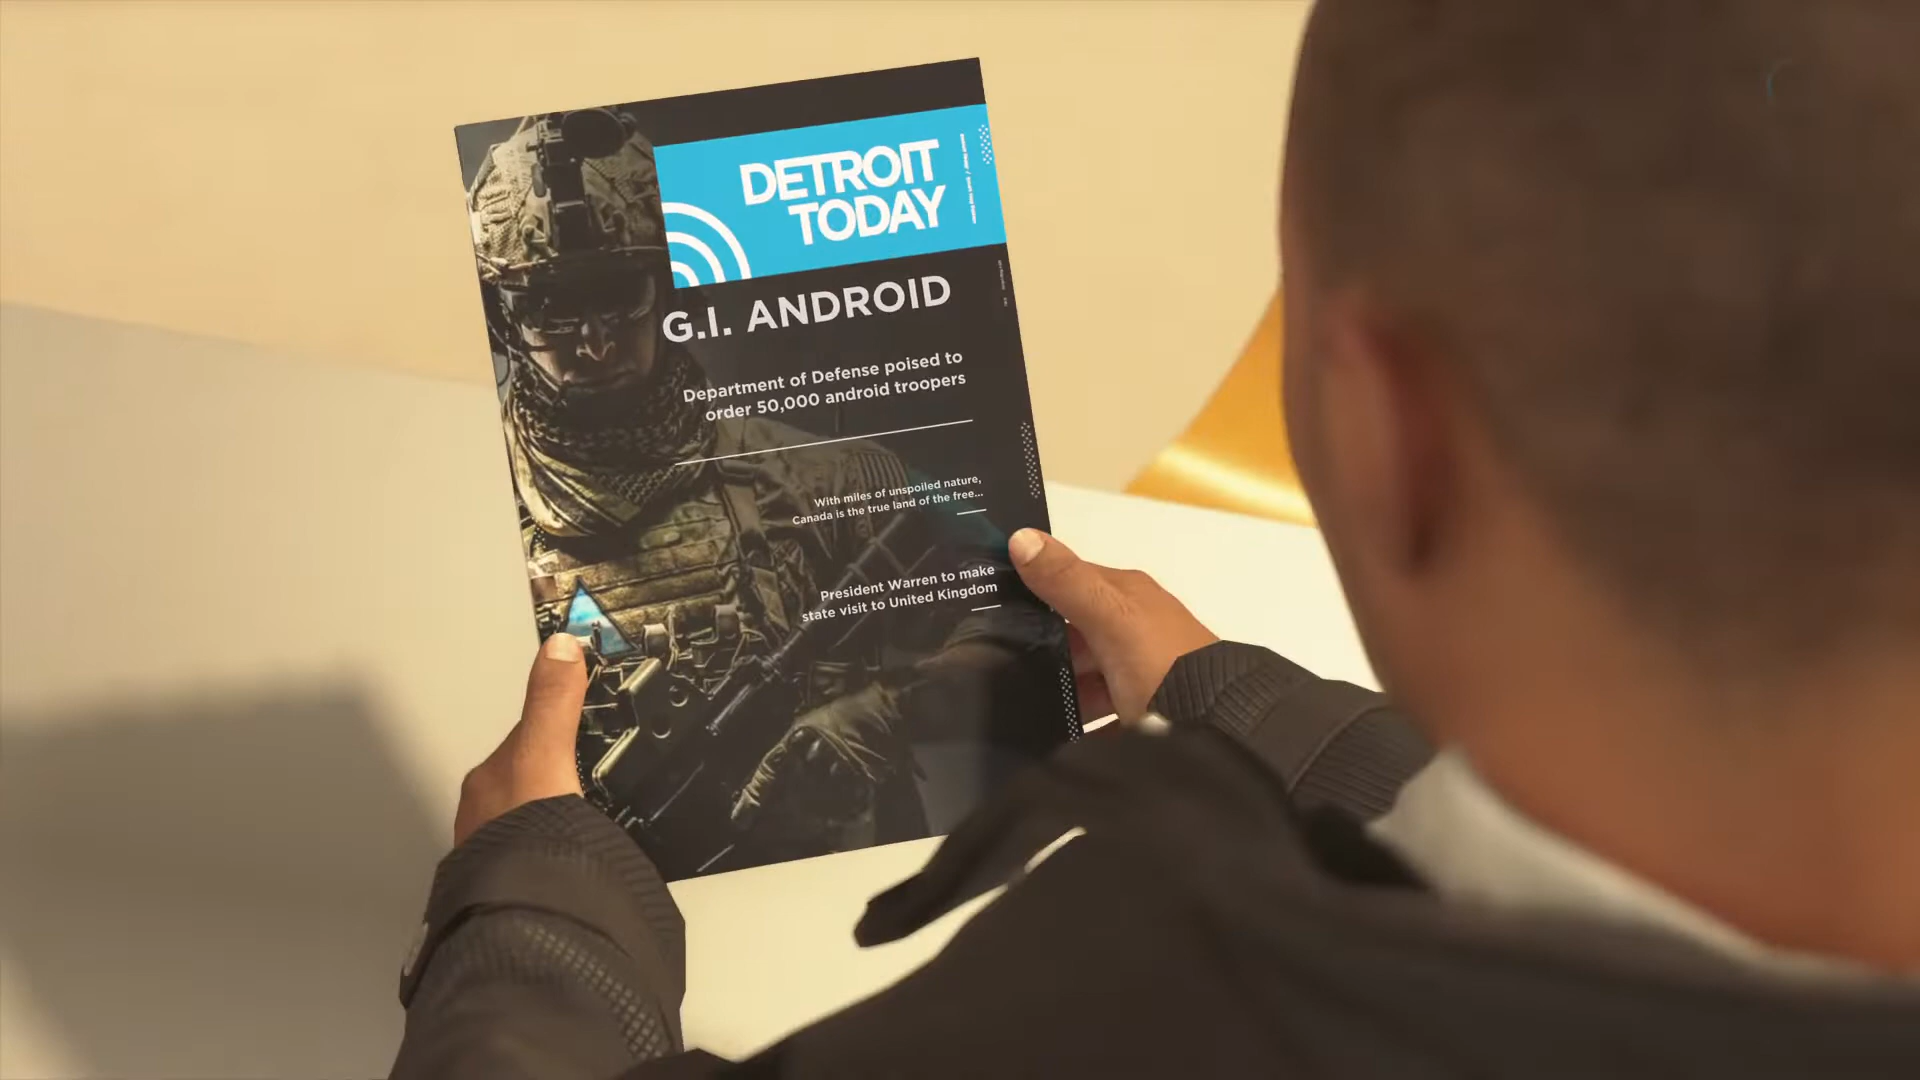 DETROIT
TODAY
G.I. ANDROID
Department of Defense poised to
order 50,000 android troopers
With miles of unspoiled nature,
Canada is the true land of the free...
President Warren to make
state visit to United Kingdom